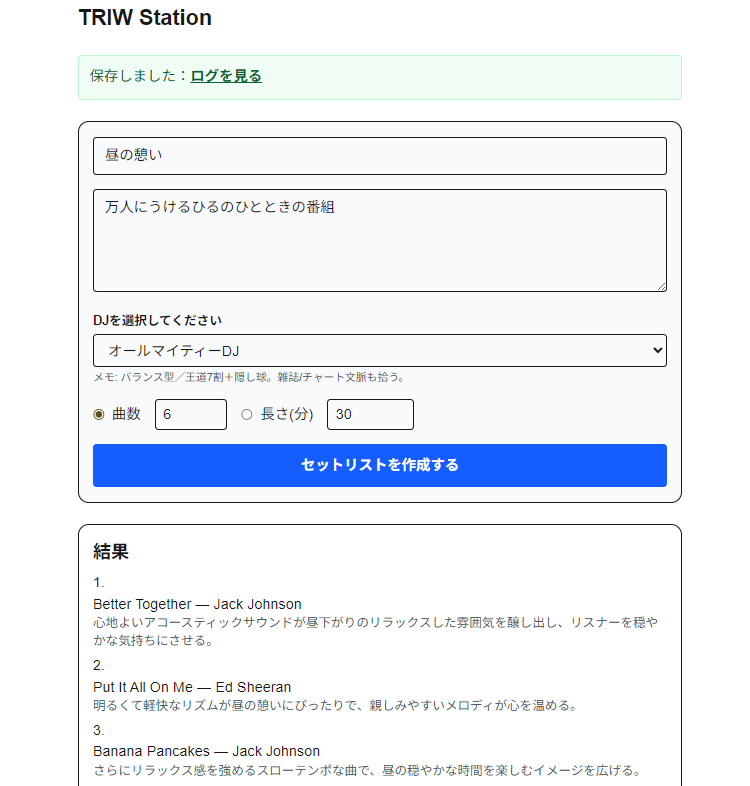 TRIW Station
保存しました：ログを見る
昼の憩い
万人にうけるひるのひとときの番組
DJを選択してください
オールマイティーDJ
メモ: バランス型／王道7割＋隠し球。雑誌/チャート文脈も拾う。
曲数 6 長さ(分) 30
セットリストを作成する
結果
1.
Better Together — Jack Johnson
心地よいアコースティックサウンドが昼下がりのリラックスした雰囲気を醸し出し、リスナーを穏や
かな気持ちにさせる。
2.
Put It All On Me — Ed Sheeran
明るくて軽快なリズムが昼の憩いにぴったりで、親しみやすいメロディが心を温める。
3.
Banana Pancakes — Jack Johnson
さらにリラックス感を強めるスローテンポな曲で、昼の穏やかな時間を楽しむイメージを広げる。